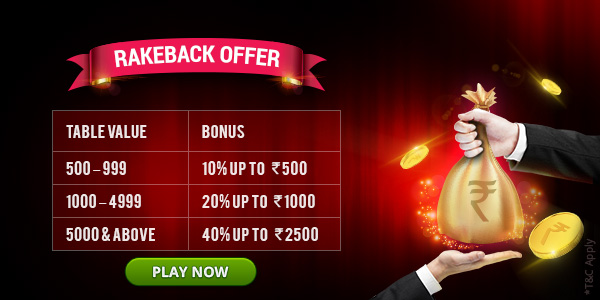 RAKEBACK OFFER
TABLE VALUE BONUS
500 – 999 10% UP TO ₹500
1000 – 4999 20% UP TO ₹1000
5000 & ABOVE 40% UP TO ₹2500
PLAY NOW
₹
₹
*T&C Apply